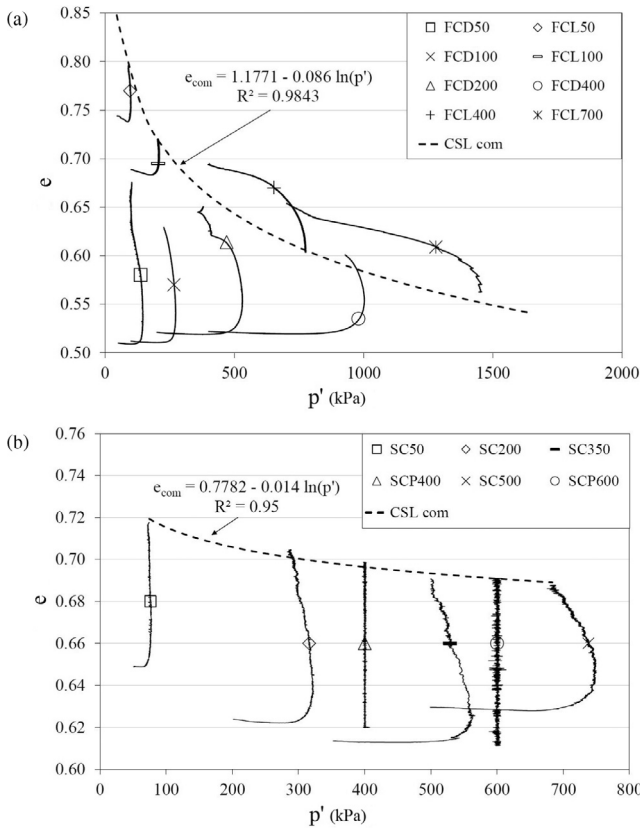 (a)
FCD50 FCL50
FCD100 FCL100
FCD200 FCD400
FCL400 FCL700
CSL com
e_com = 1.1771 - 0.086 ln(p')
R² = 0.9843
0.85
0.80
0.75
0.70
0.65
0.60
0.55
0.50
e
0 500 1000 1500 2000
p' (kPa)
(b)
SC50 SC200 SC350
SCP400 SC500 SCP600
CSL com
e_com = 0.7782 - 0.014 ln(p')
R² = 0.95
0.76
0.74
0.72
0.70
0.68
0.66
0.64
0.62
0.60
e
0 100 200 300 400 500 600 700 800
p' (kPa)